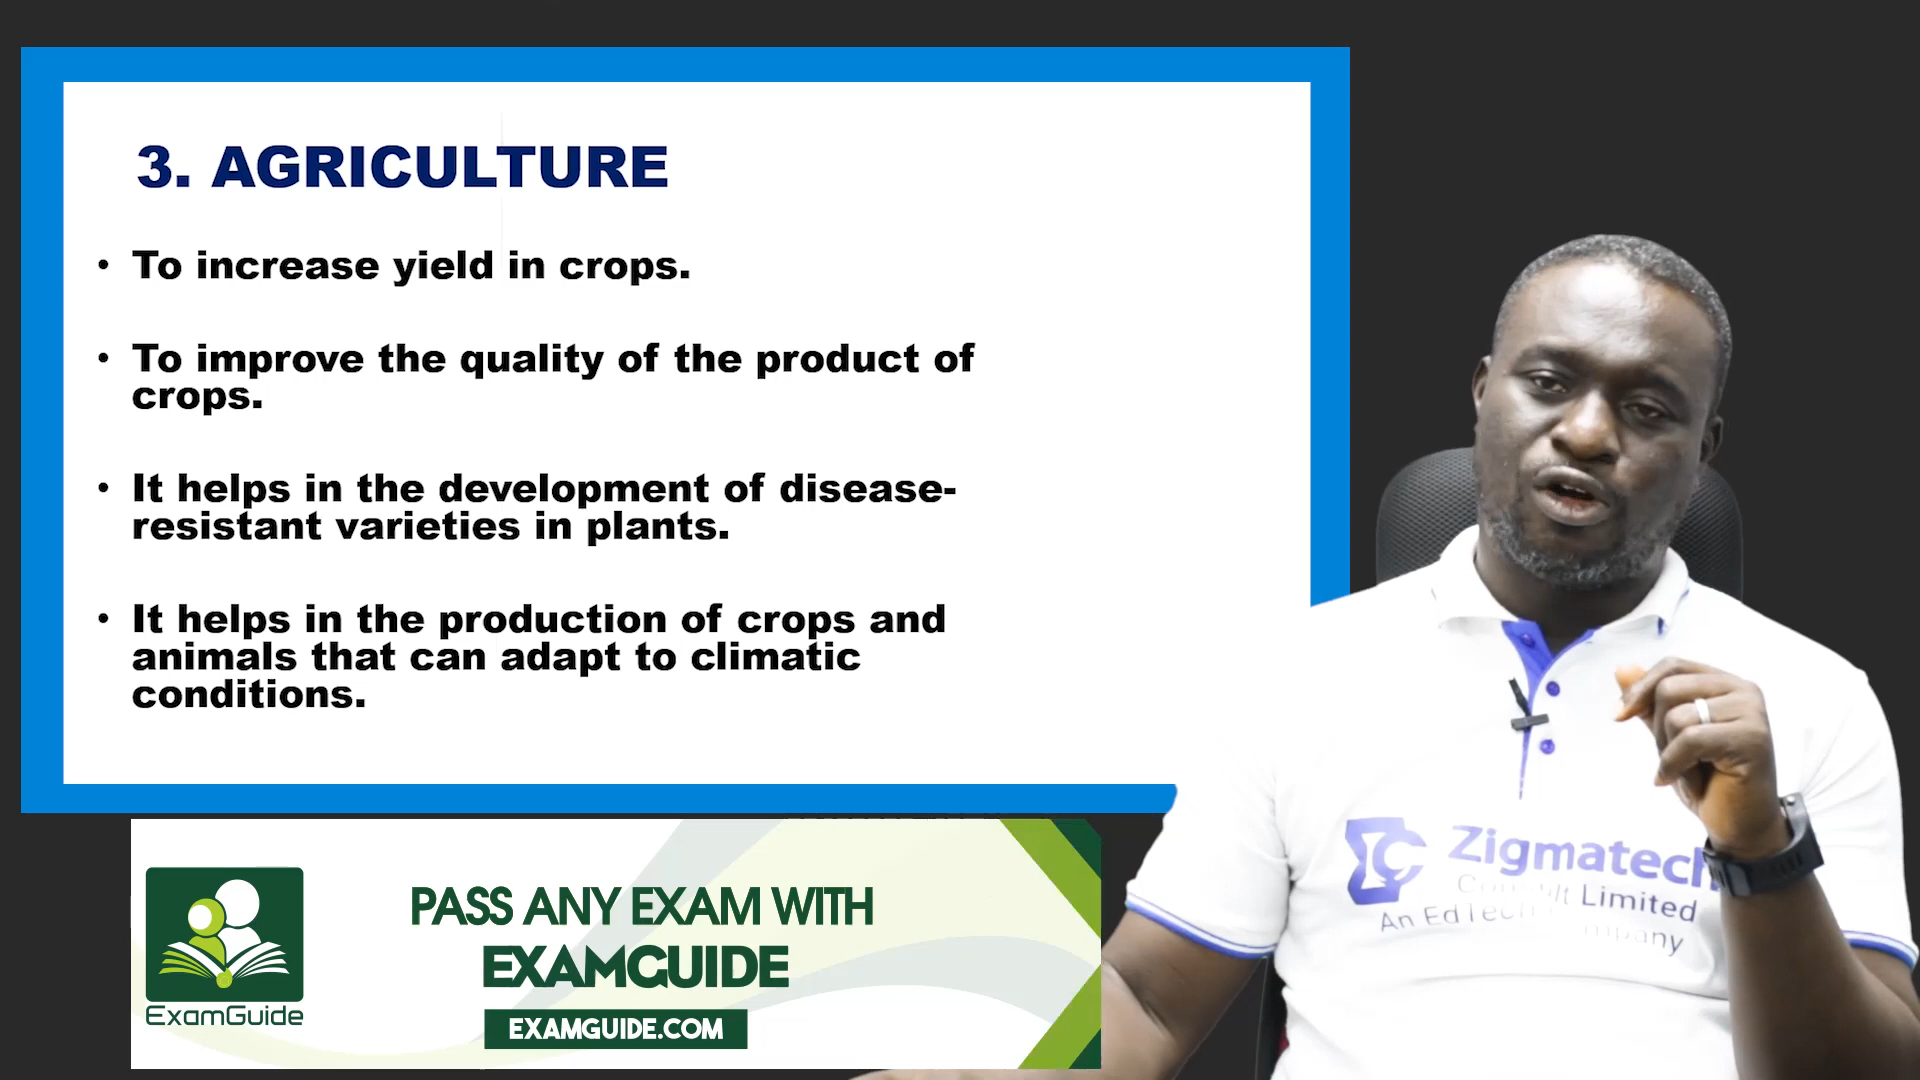 3. AGRICULTURE
• To increase yield in crops.
• To improve the quality of the product of
crops.
• It helps in the development of disease-
resistant varieties in plants.
• It helps in the production of crops and
animals that can adapt to climatic
conditions.
ExamGuide
PASS ANY EXAM WITH
EXAMGUIDE
EXAMGUIDE.COM
Zigmatech
Limited
An EdTech